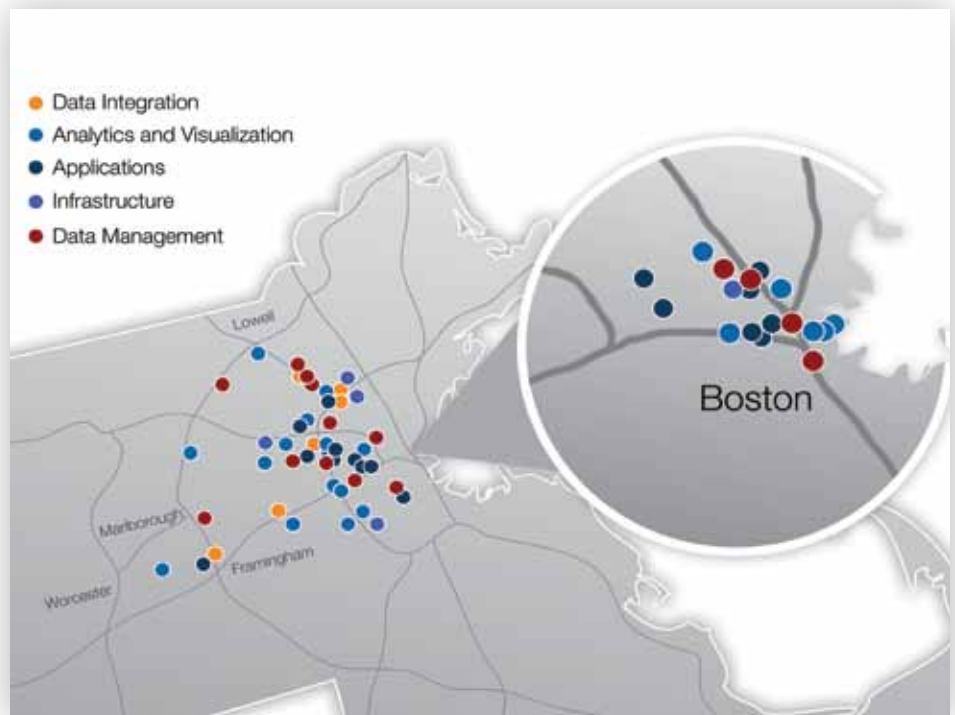 Data Integration
Analytics and Visualization
Applications
Infrastructure
Data Management
Lowell
Boston
Marlborough
Framingham
Worcester